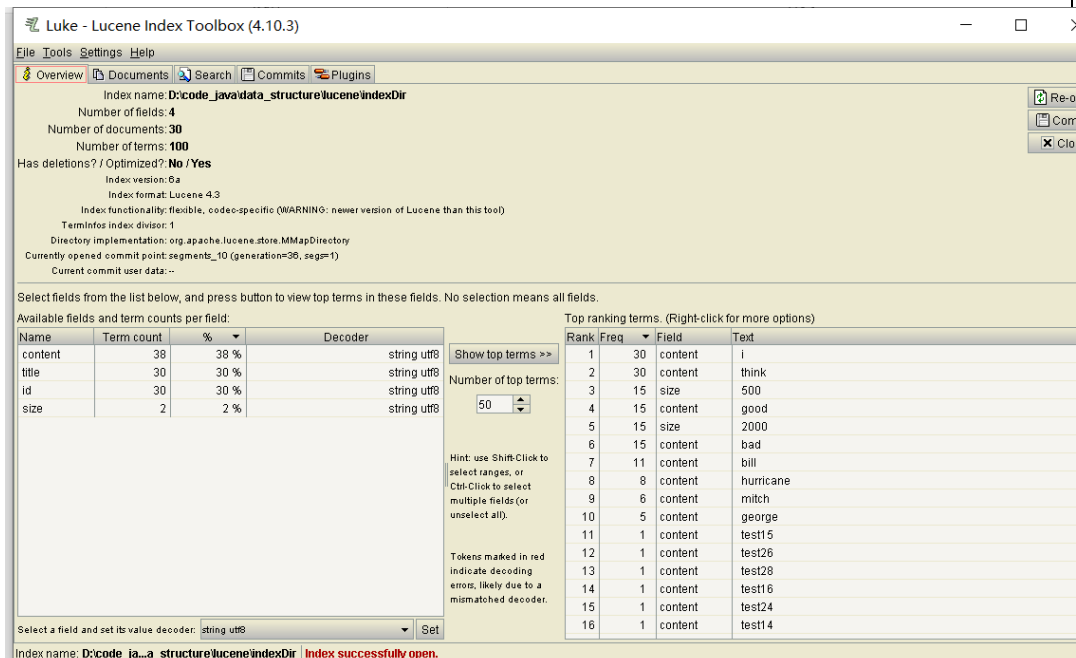 Luke - Lucene Index Toolbox (4.10.3)
File Tools Settings Help
Overview Documents Search Commits Plugins
Index name: D:\code_java\data_structure\lucene\indexDir
Re-o
Number of fields: 4
Com
Number of documents: 30
Number of terms: 100
Clo
Has deletions? / Optimized?: No / Yes
Index version: 6a
Index format: Lucene 4.3
Index functionality: flexible, codec-specific (WARNING: newer version of Lucene than this tool)
TermInfos index divisor: 1
Directory implementation: org.apache.lucene.store.MMapDirectory
Currently opened commit point: segments_10 (generation=36, segs=1)
Current commit user data: --
Select fields from the list below, and press button to view top terms in these fields. No selection means all fields.
Available fields and term counts per field:
Name Term count % Decoder
content 38 38 % string utf8
title 30 30 % string utf8
id 30 30 % string utf8
size 2 2 % string utf8
Select a field and set its value decoder: string utf8 Set
Show top terms >>
Number of top terms:
50
Hint: use Shift-Click to
select ranges, or
Ctrl-Click to select
multiple fields (or
unselect all).
Tokens marked in red
indicate decoding
errors, likely due to a
mismatched decoder.
Top ranking terms. (Right-click for more options)
Rank Freq Field Text
1 30 content i
2 30 content think
3 15 size 500
4 15 content good
5 15 size 2000
6 15 content bad
7 11 content bill
8 8 content hurricane
9 6 content mitch
10 5 content george
11 1 content test15
12 1 content test26
13 1 content test28
14 1 content test16
15 1 content test24
16 1 content test14
Index name: D:\code_ja...a_structure\lucene\indexDir Index successfully open.